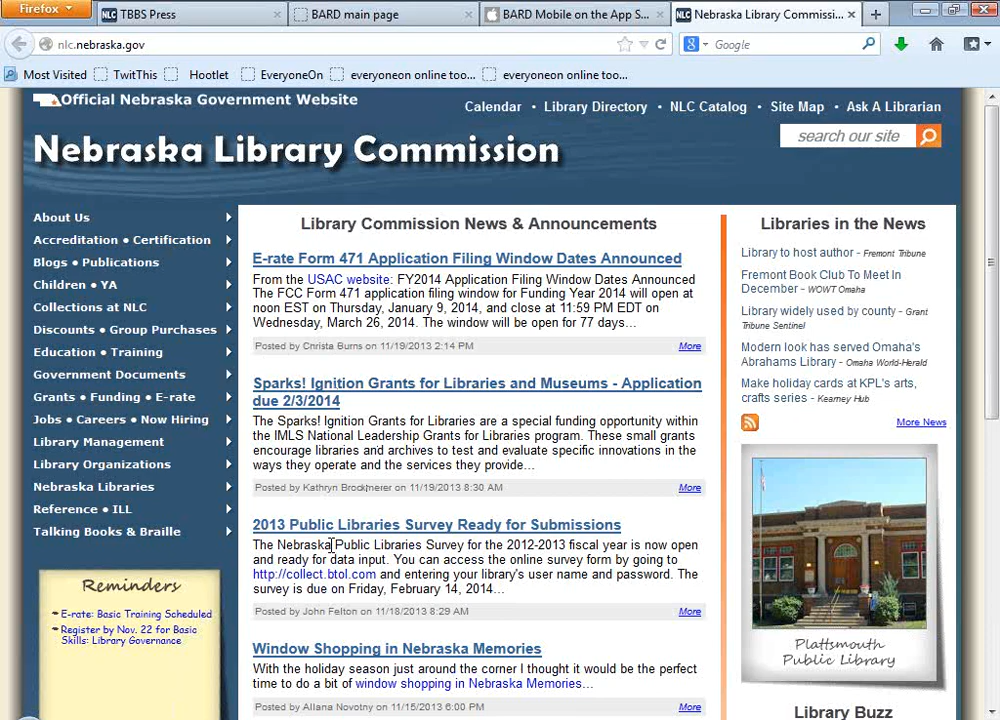 Firefox
TBBS Press
BARD main page
BARD Mobile on the App S...
Nebraska Library Commissi...
nlc.nebraska.gov
Google
Most Visited
TwitThis
Hootlet
EveryoneOn
everyoneon online too...
everyoneon online too...
Official Nebraska Government Website
Calendar • Library Directory • NLC Catalog • Site Map • Ask A Librarian
Nebraska Library Commission
search our site
About Us
Accreditation • Certification
Blogs • Publications
Children • YA
Collections at NLC
Discounts • Group Purchases
Education • Training
Government Documents
Grants • Funding • E-rate
Jobs • Careers • Now Hiring
Library Management
Library Organizations
Nebraska Libraries
Reference • ILL
Talking Books & Braille
Reminders
E-rate: Basic Training Scheduled
Register by Nov. 22 for Basic
Skills: Library Governance
Library Commission News & Announcements
E-rate Form 471 Application Filing Window Dates Announced
From the USAC website: FY2014 Application Filing Window Dates Announced
The FCC Form 471 application filing window for Funding Year 2014 will open at
noon EST on Thursday, January 9, 2014, and close at 11:59 PM EDT on
Wednesday, March 26, 2014. The window will be open for 77 days...
Posted by Christa Burns on 11/19/2013 2:14 PM
More
Sparks! Ignition Grants for Libraries and Museums - Application
due 2/3/2014
The Sparks! Ignition Grants for Libraries are a special funding opportunity within
the IMLS National Leadership Grants for Libraries program. These small grants
encourage libraries and archives to test and evaluate specific innovations in the
ways they operate and the services they provide...
Posted by Kathryn Brockmeier on 11/19/2013 8:30 AM
More
2013 Public Libraries Survey Ready for Submissions
The Nebraska Public Libraries Survey for the 2012-2013 fiscal year is now open
and ready for data input. You can access the online survey form by going to
http://collect.btol.com and entering your library's user name and password. The
survey is due on Friday, February 14, 2014...
Posted by John Felton on 11/18/2013 8:29 AM
More
Window Shopping in Nebraska Memories
With the holiday season just around the corner I thought it would be the perfect
time to do a bit of window shopping in Nebraska Memories...
Posted by Allana Novotny on 11/15/2013 6:00 PM
More
Libraries in the News
Library to host author - Fremont Tribune
Fremont Book Club To Meet In
December - WOWT Omaha
Library widely used by county - Grant
Tribune Sentinel
Modern look has served Omaha's
Abrahams Library - Omaha World-Herald
Make holiday cards at KPL's arts,
crafts series - Kearney Hub
More News
Plattsmouth
Public Library
Library Buzz